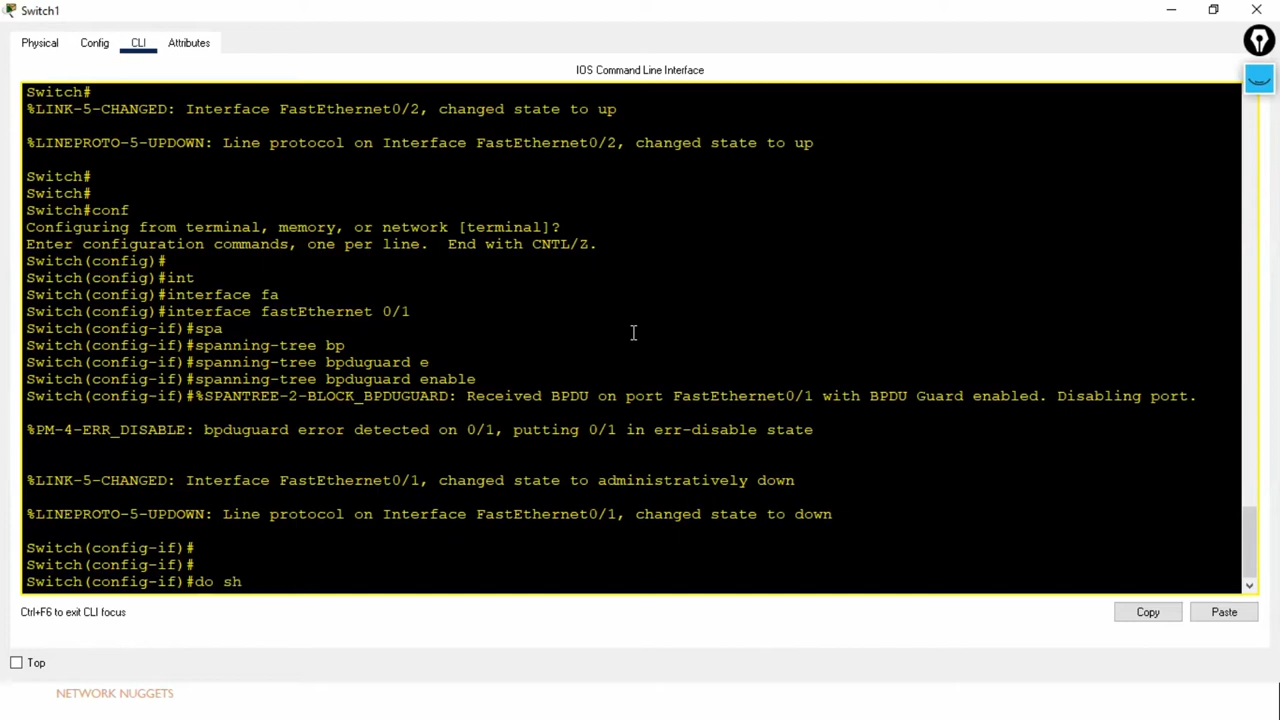 Switch1
Physical Config CLI Attributes
IOS Command Line Interface
Switch#
%LINK-5-CHANGED: Interface FastEthernet0/2, changed state to up
%LINEPROTO-5-UPDOWN: Line protocol on Interface FastEthernet0/2, changed state to up
Switch#
Switch#
Switch#conf
Configuring from terminal, memory, or network [terminal]?
Enter configuration commands, one per line.  End with CNTL/Z.
Switch(config)#
Switch(config)#int
Switch(config)#interface fa
Switch(config)#interface fastEthernet 0/1
Switch(config-if)#spa
Switch(config-if)#spanning-tree bp
Switch(config-if)#spanning-tree bpduguard e
Switch(config-if)#spanning-tree bpduguard enable
Switch(config-if)#%SPANTREE-2-BLOCK_BPDUGUARD: Received BPDU on port FastEthernet0/1 with BPDU Guard enabled. Disabling port.
%PM-4-ERR_DISABLE: bpduguard error detected on 0/1, putting 0/1 in err-disable state
%LINK-5-CHANGED: Interface FastEthernet0/1, changed state to administratively down
%LINEPROTO-5-UPDOWN: Line protocol on Interface FastEthernet0/1, changed state to down
Switch(config-if)#
Switch(config-if)#
Switch(config-if)#do sh
Ctrl+F6 to exit CLI focus
Copy Paste
Top
NETWORK NUGGETS